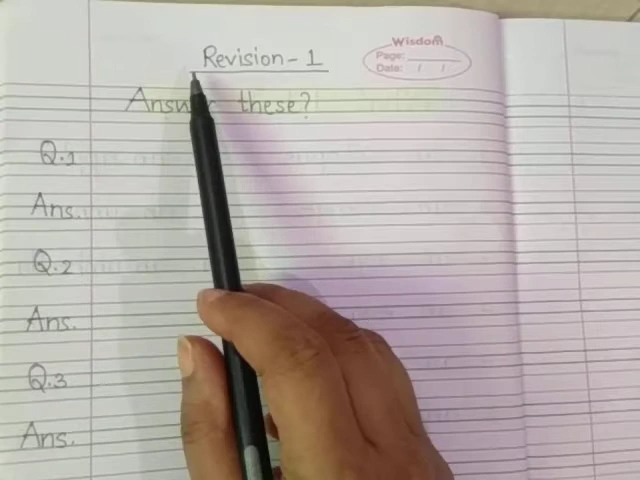 Revision - 1
Wisdom
Page:
Date: / /
Answer these?
Q.1
Ans.
Q.2
Ans.
Q.3
Ans.